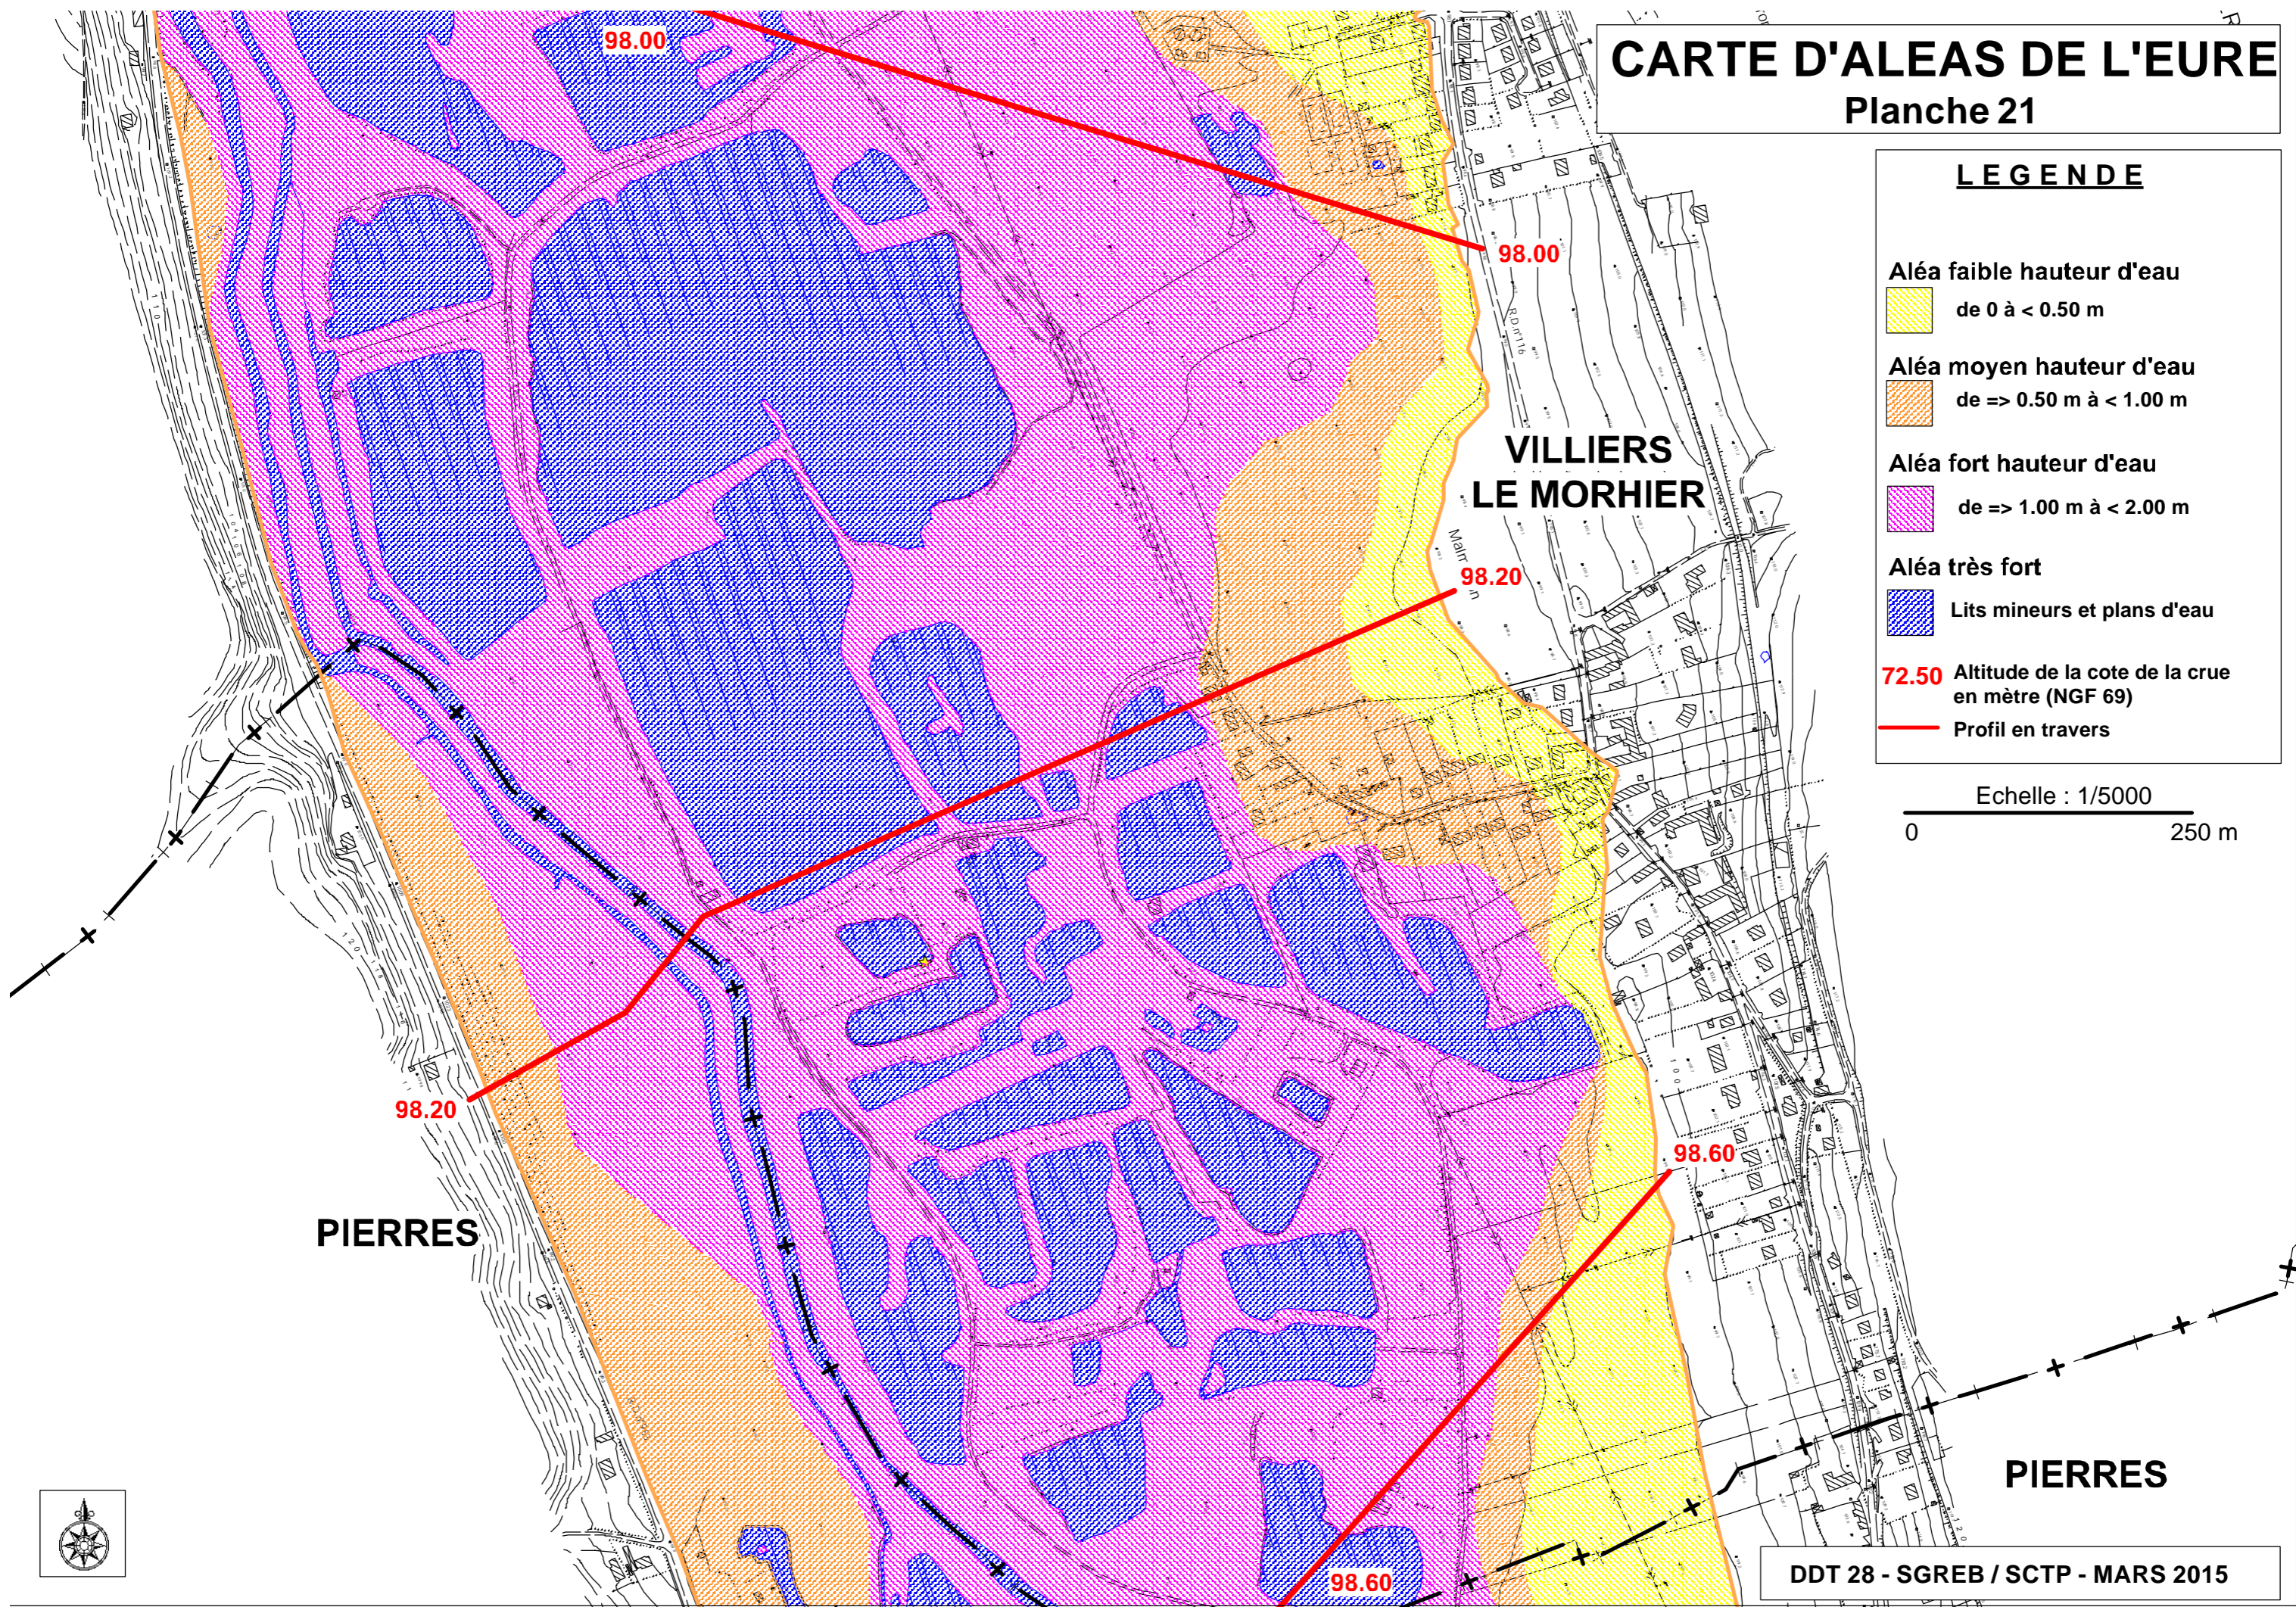 CARTE D'ALEAS DE L'EURE
Planche 21
L E G E N D E
Aléa faible hauteur d'eau
de 0 à < 0.50 m
Aléa moyen hauteur d'eau
de => 0.50 m à < 1.00 m
Aléa fort hauteur d'eau
de => 1.00 m à < 2.00 m
Aléa très fort
Lits mineurs et plans d'eau
72.50 Altitude de la cote de la crue
en mètre (NGF 69)
Profil en travers
Echelle : 1/5000
0 250 m
98.00
98.00
R.D.n°116
VILLIERS
LE MORHIER
98.20
98.20
PIERRES
98.60
100
120
PIERRES
98.60
120
DDT 28 - SGREB / SCTP - MARS 2015